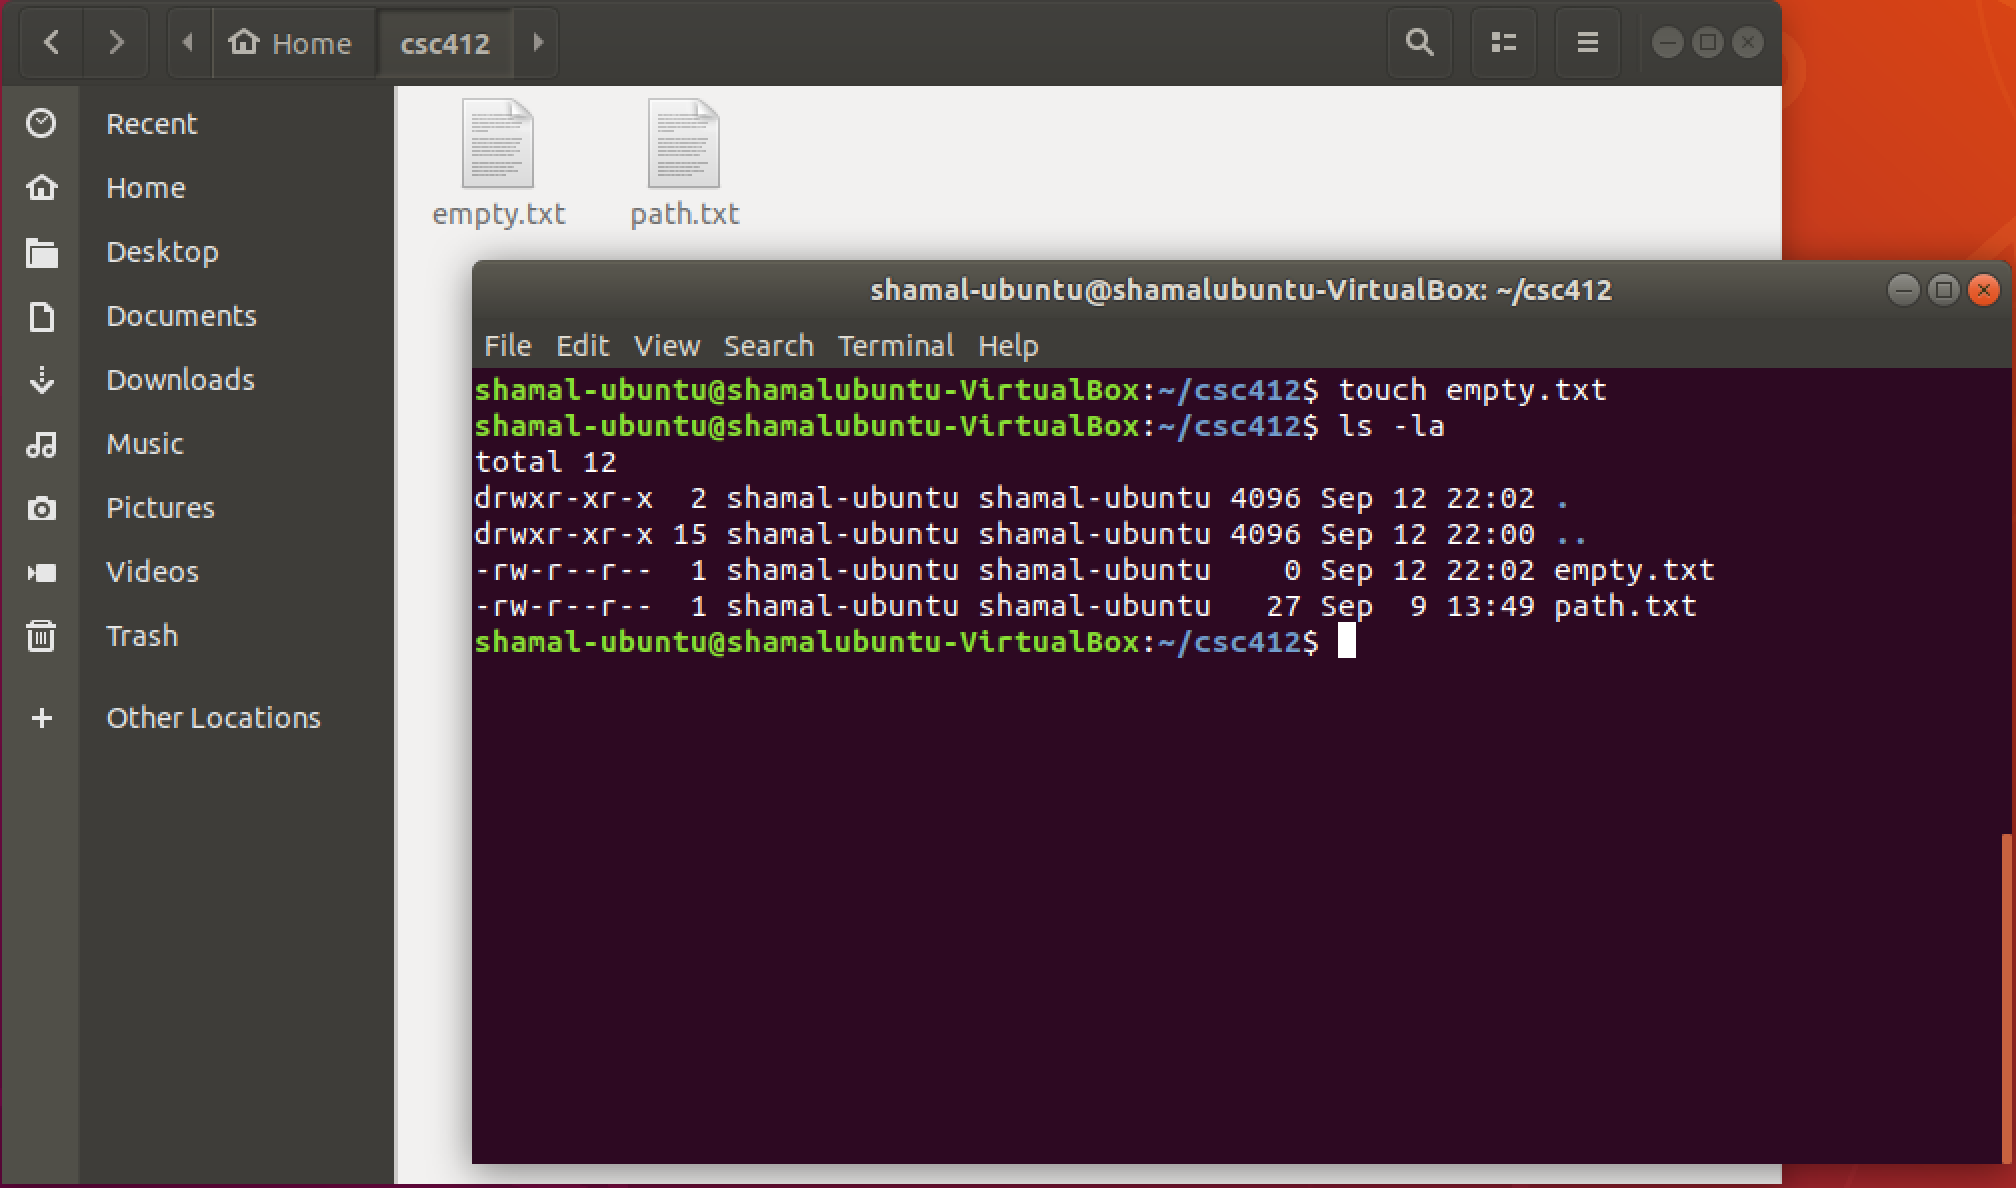 Home csc412
Recent
Home
Desktop
Documents
Downloads
Music
Pictures
Videos
Trash
Other Locations
empty.txt path.txt
shamal-ubuntu@shamalubuntu-VirtualBox: ~/csc412
File Edit View Search Terminal Help
shamal-ubuntu@shamalubuntu-VirtualBox:~/csc412$ touch empty.txt
shamal-ubuntu@shamalubuntu-VirtualBox:~/csc412$ ls -la
total 12
drwxr-xr-x  2 shamal-ubuntu shamal-ubuntu 4096 Sep 12 22:02 .
drwxr-xr-x 15 shamal-ubuntu shamal-ubuntu 4096 Sep 12 22:00 ..
-rw-r--r--  1 shamal-ubuntu shamal-ubuntu    0 Sep 12 22:02 empty.txt
-rw-r--r--  1 shamal-ubuntu shamal-ubuntu   27 Sep  9 13:49 path.txt
shamal-ubuntu@shamalubuntu-VirtualBox:~/csc412$